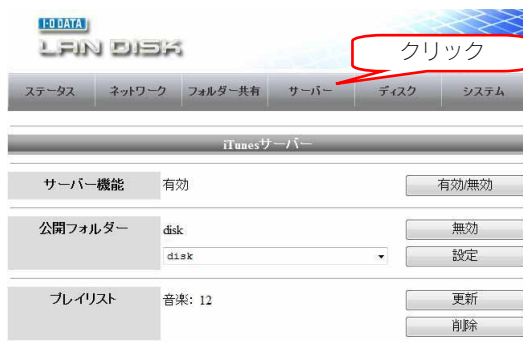 I-O DATA
LAN DISK
クリック
ステータス ネットワーク フォルダー共有 サーバー ディスク システム
iTunesサーバー
サーバー機能 有効 有効/無効
公開フォルダー disk 無効
disk 設定
プレイリスト 音楽: 12 更新
削除